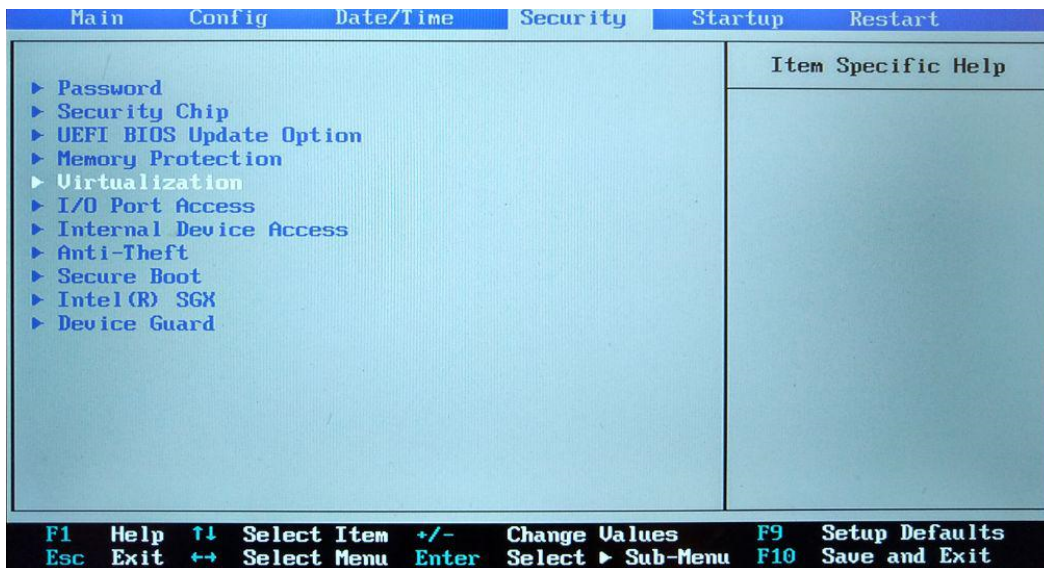 Main Config Date/Time Security Startup Restart
Item Specific Help
▶ Password
▶ Security Chip
▶ UEFI BIOS Update Option
▶ Memory Protection
▶ Virtualization
▶ I/O Port Access
▶ Internal Device Access
▶ Anti-Theft
▶ Secure Boot
▶ Intel(R) SGX
▶ Device Guard
F1 Help ↑↓ Select Item +/- Change Values F9 Setup Defaults
Esc Exit ←→ Select Menu Enter Select ▶ Sub-Menu F10 Save and Exit